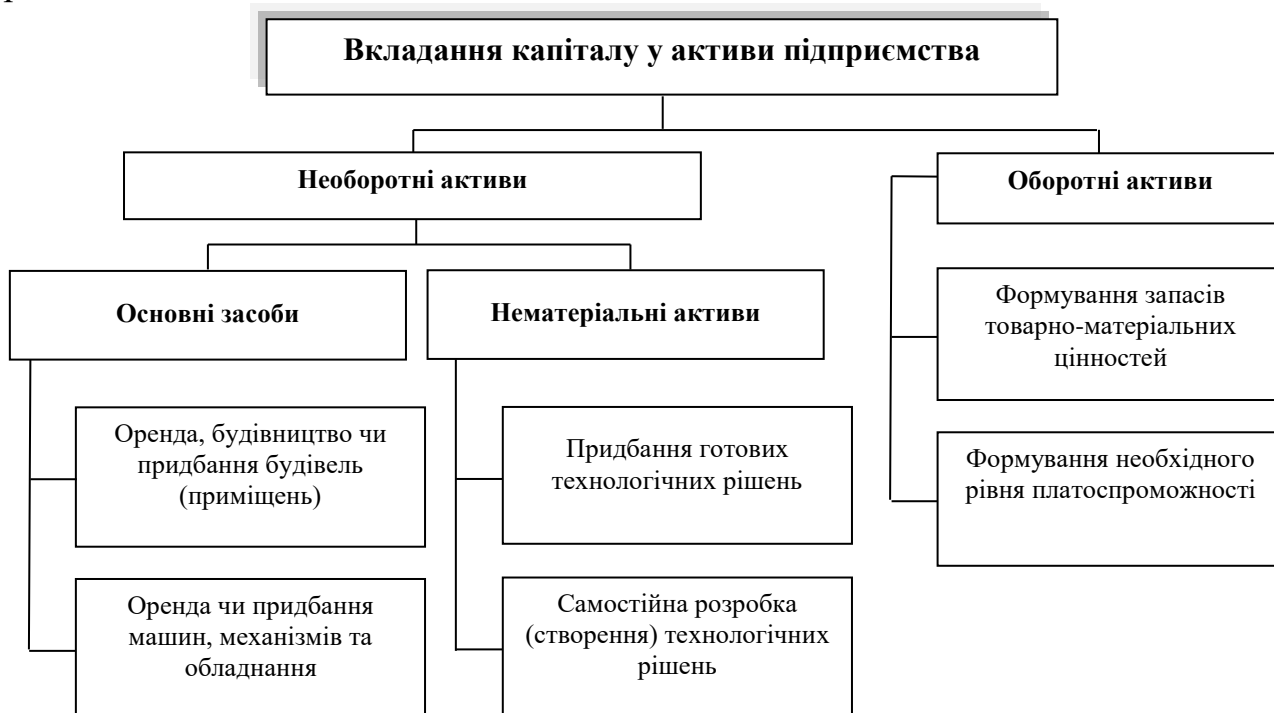 Вкладання капіталу у активи підприємства
Необоротні активи
Оборотні активи
Основні засоби
Нематеріальні активи
Формування запасів
товарно-матеріальних
цінностей
Оренда, будівництво чи
придбання будівель
(приміщень)
Придбання готових
технологічних рішень
Формування необхідного
рівня платоспроможності
Оренда чи придбання
машин, механізмів та
обладнання
Самостійна розробка
(створення) технологічних
рішень